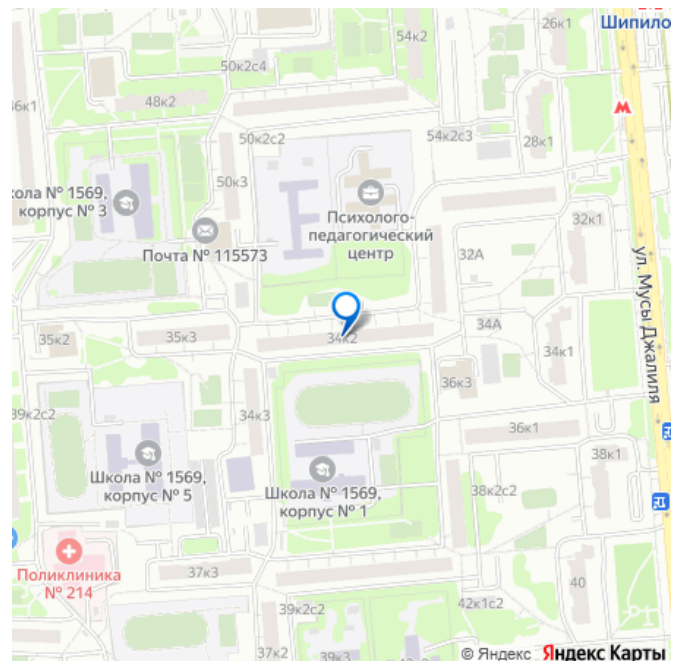 54к2
26к1
Шипило
50к2с4
46к1
48к2
М
50к2с2
54к2с3
28к1
50к3
кола № 1569,
корпус № 3
Психолого-
педагогический
центр
32к1
Почта № 115573
32А
ул. Мусы Джалиля
35к2
35к3
34к2
34А
34к1
36к3
39к2с2
34к3
36к1
38к1
Школа № 1569,
корпус № 5
Школа № 1569,
корпус № 1
38к2с2
Поликлиника
№ 214
37к3
40
39к2с2
42к1с2
37к2
39к1
© Яндекс Яндекс Карты